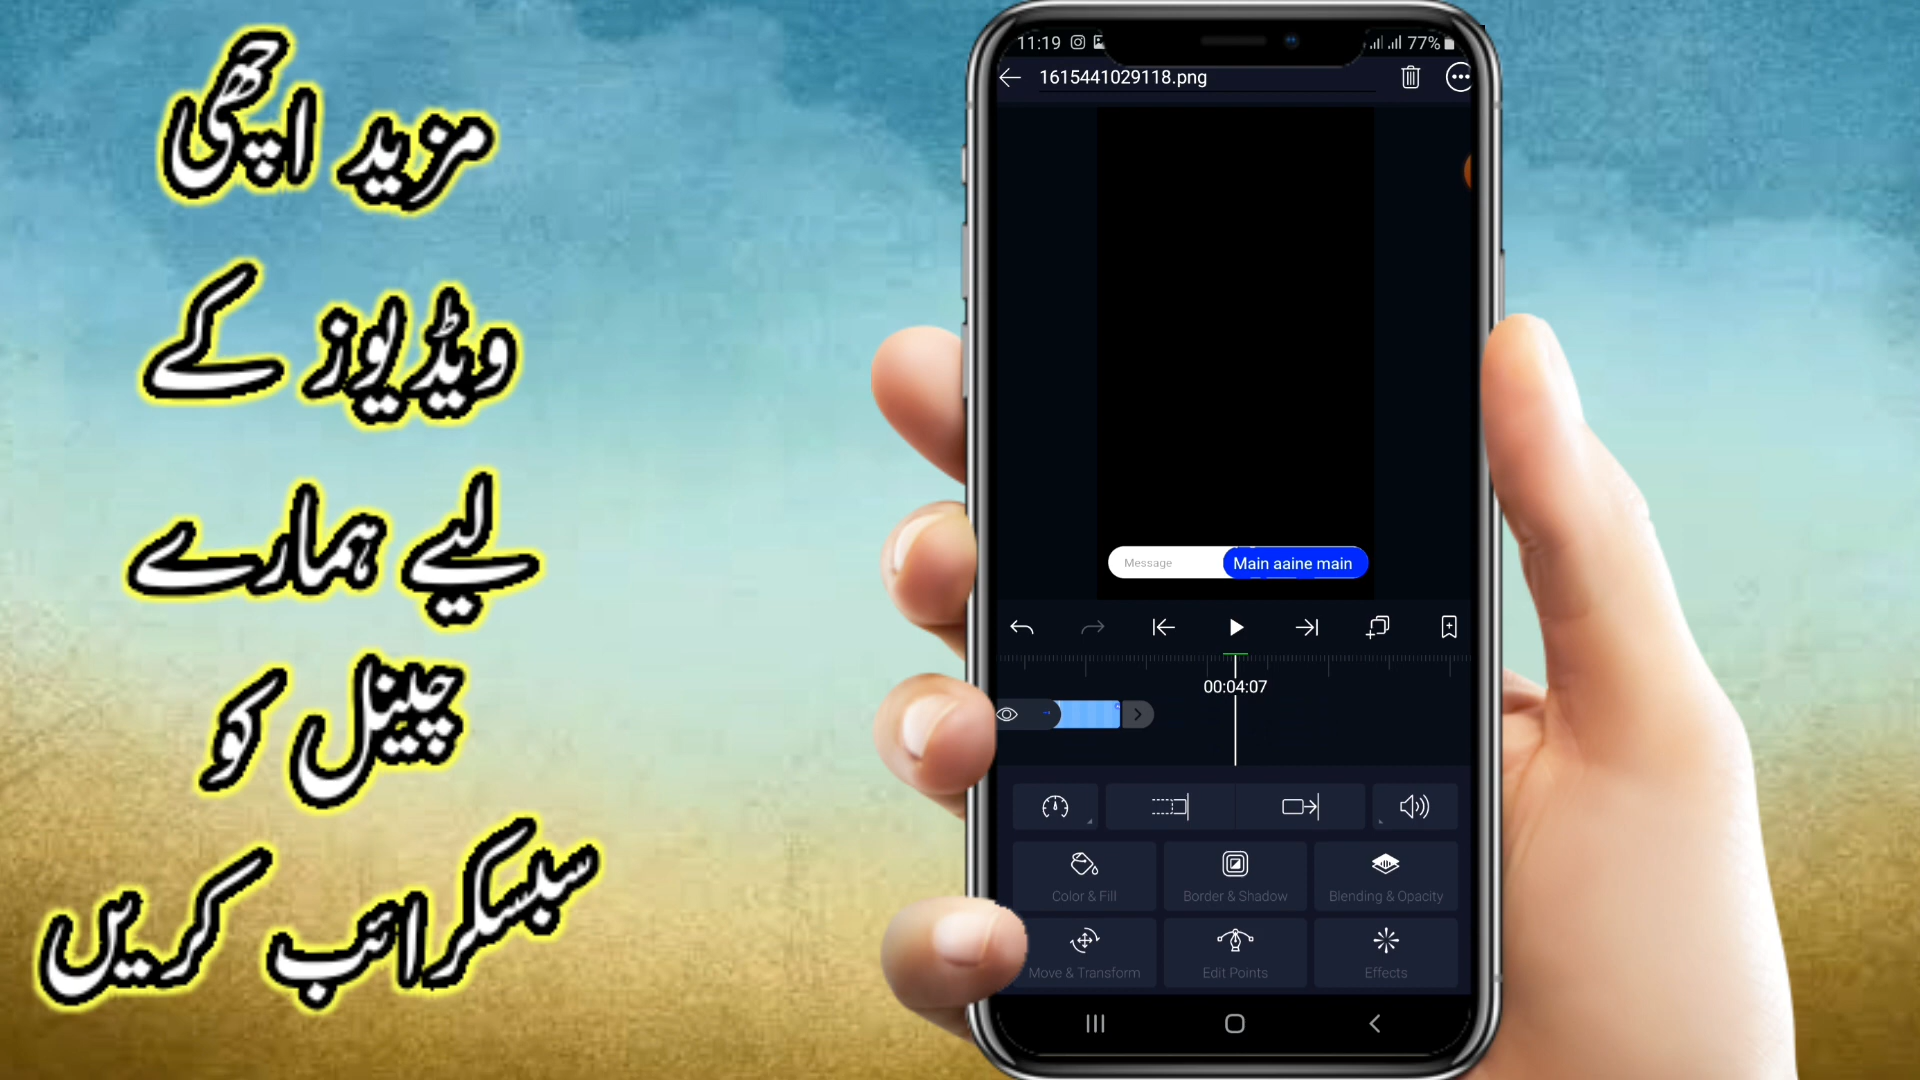 مزید اچھی
ویڈیوز کے
لیے ہمارے
چینل کو
سبسکرائب کریں
11:19
77%
1615441029118.png
Message
Main aaine main
00:04:07
Color & Fill
Border & Shadow
Blending & Opacity
Move & Transform
Edit Points
Effects